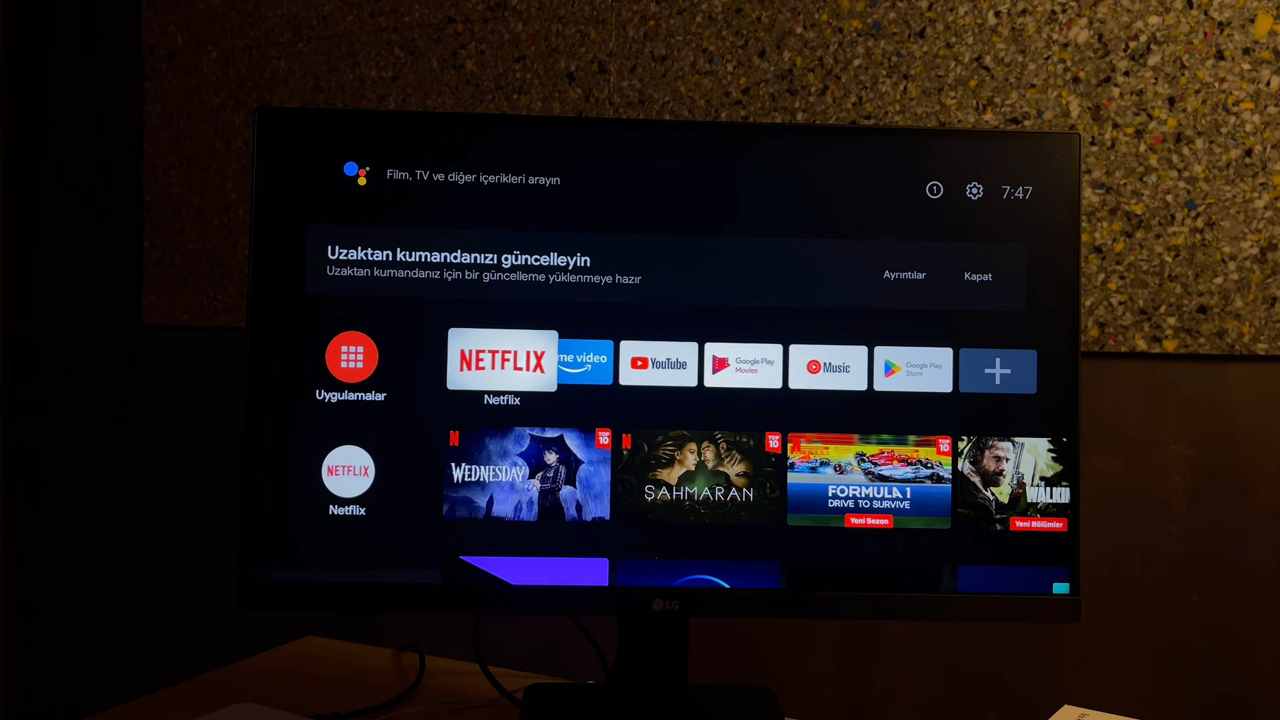 Film, TV ve diğer içerikleri arayın
1
7:47
Uzaktan kumandanızı güncelleyin
Uzaktan kumandanız için bir güncelleme yüklenmeye hazır
Ayrıntılar
Kapat
Uygulamalar
NETFLIX
me video
YouTube
Google Play
Movies
Music
Google Play
Store
Netflix
NETFLIX
Netflix
N
TOP
10
WEDNESDAY
N
TOP
10
ŞAHMARAN
N
TOP
10
FORMULA 1
DRIVE TO SURVIVE
Yeni Sezon
WALKIN
Yeni Bölümler
LG